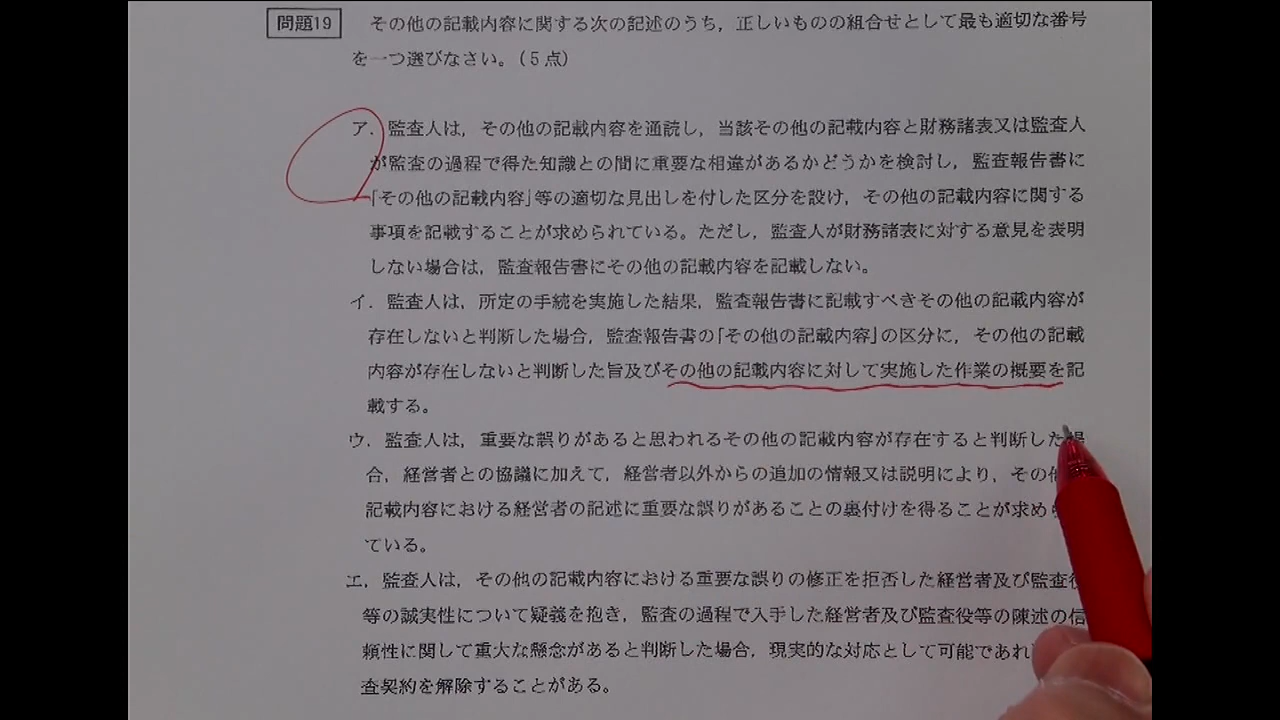 問題19 その他の記載内容に関する次の記述のうち，正しいものの組合せとして最も適切な番号
を一つ選びなさい。（5点）
ア．監査人は，その他の記載内容を通読し，当該その他の記載内容と財務諸表又は監査人
が監査の過程で得た知識との間に重要な相違があるかどうかを検討し，監査報告書に
「その他の記載内容」等の適切な見出しを付した区分を設け，その他の記載内容に関する
事項を記載することが求められている。ただし，監査人が財務諸表に対する意見を表明
しない場合は，監査報告書にその他の記載内容を記載しない。
イ．監査人は，所定の手続を実施した結果，監査報告書に記載すべきその他の記載内容が
存在しないと判断した場合，監査報告書の「その他の記載内容」の区分に，その他の記載
内容が存在しないと判断した旨及びその他の記載内容に対して実施した作業の概要を記
載する。
ウ．監査人は，重要な誤りがあると思われるその他の記載内容が存在すると判断した場
合，経営者との協議に加えて，経営者以外からの追加の情報又は説明により，その他
記載内容における経営者の記述に重要な誤りがあることの裏付けを得ることが求め
ている。
エ．監査人は，その他の記載内容における重要な誤りの修正を拒否した経営者及び監査役
等の誠実性について疑義を抱き，監査の過程で入手した経営者及び監査役等の陳述の信
頼性に関して重大な懸念があると判断した場合，現実的な対応として可能であれ
査契約を解除することがある。